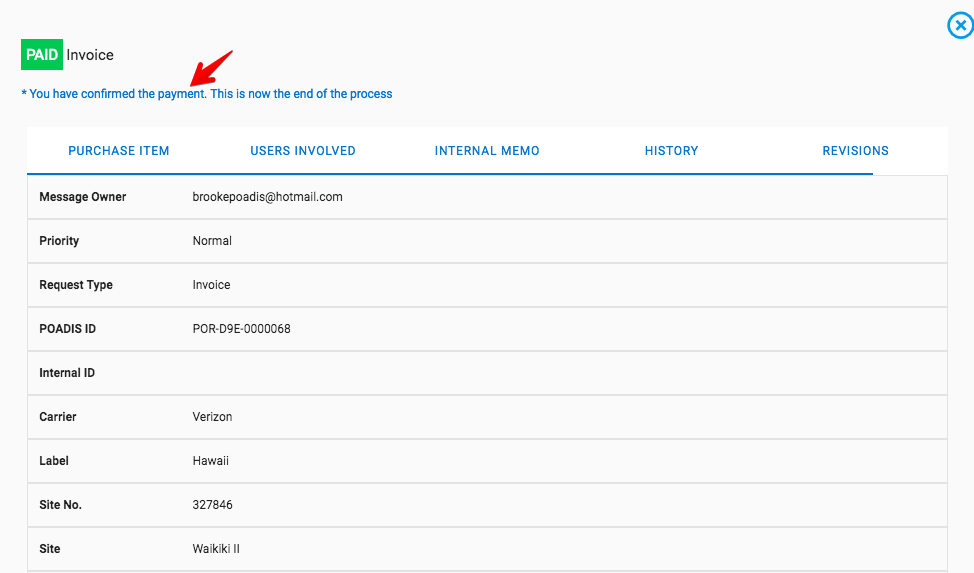 PAID Invoice
* You have confirmed the payment. This is now the end of the process
PURCHASE ITEM USERS INVOLVED INTERNAL MEMO HISTORY REVISIONS
Message Owner brookepoadis@hotmail.com
Priority Normal
Request Type Invoice
POADIS ID POR-D9E-0000068
Internal ID
Carrier Verizon
Label Hawaii
Site No. 327846
Site Waikiki II